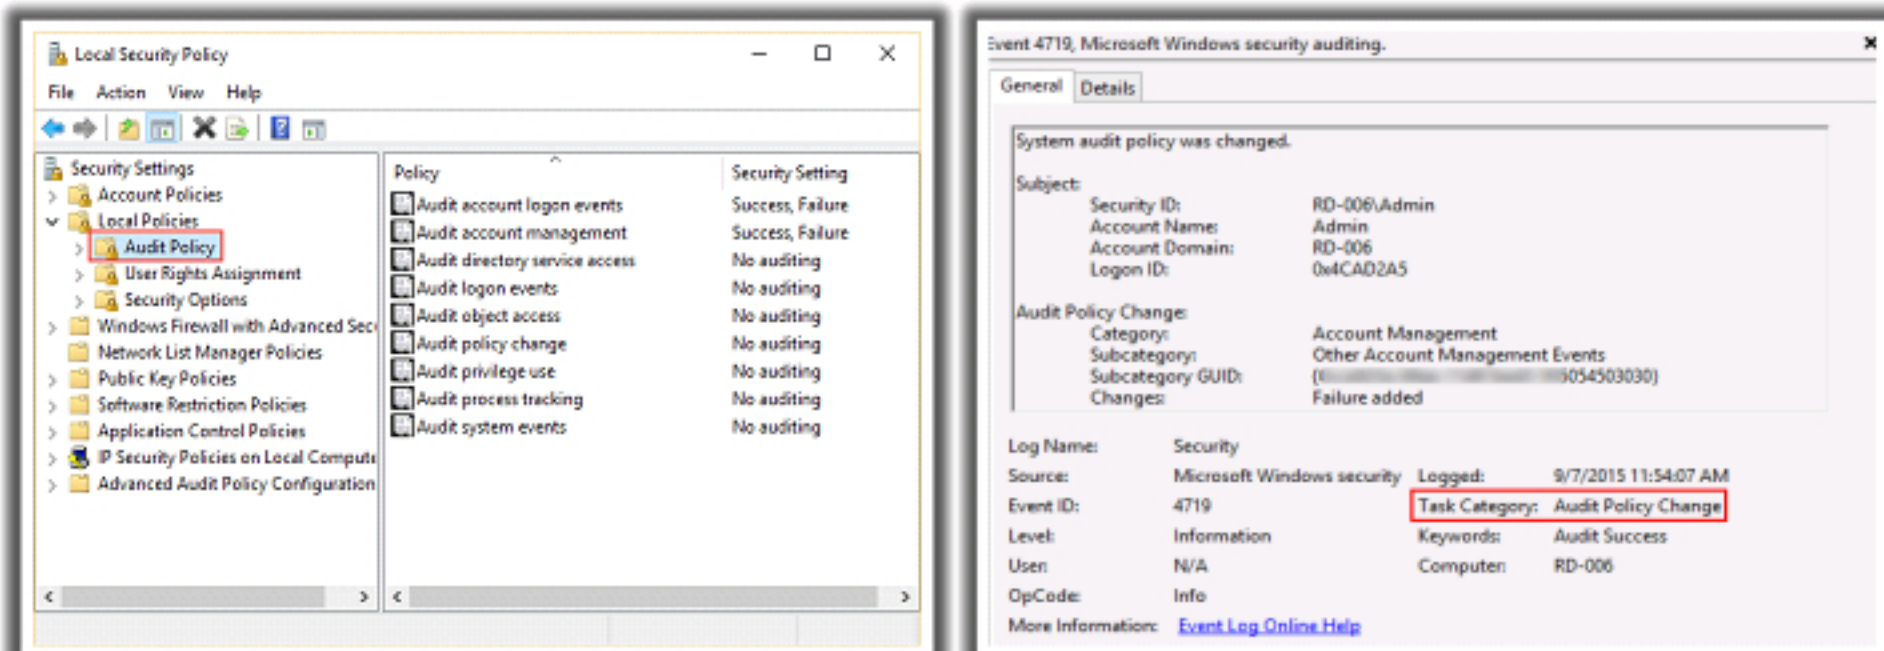 Local Security Policy
File Action View Help
Security Settings
Account Policies
Local Policies
Audit Policy
User Rights Assignment
Security Options
Windows Firewall with Advanced Sec
Network List Manager Policies
Public Key Policies
Software Restriction Policies
Application Control Policies
IP Security Policies on Local Compute
Advanced Audit Policy Configuration
Policy Security Setting
Audit account logon events Success, Failure
Audit account management Success, Failure
Audit directory service access No auditing
Audit logon events No auditing
Audit object access No auditing
Audit policy change No auditing
Audit privilege use No auditing
Audit process tracking No auditing
Audit system events No auditing
Event 4719, Microsoft Windows security auditing.
General Details
System audit policy was changed.
Subject:
Security ID: RD-006\Admin
Account Name: Admin
Account Domain: RD-006
Logon ID: 0x4CAD2A5
Audit Policy Change:
Category: Account Management
Subcategory: Other Account Management Events
Subcategory GUID: { 5054503030}
Changes: Failure added
Log Name: Security
Source: Microsoft Windows security Logged: 9/7/2015 11:54:07 AM
Event ID: 4719 Task Category: Audit Policy Change
Level: Information Keywords: Audit Success
User: N/A Computer: RD-006
OpCode: Info
More Information: Event Log Online Help